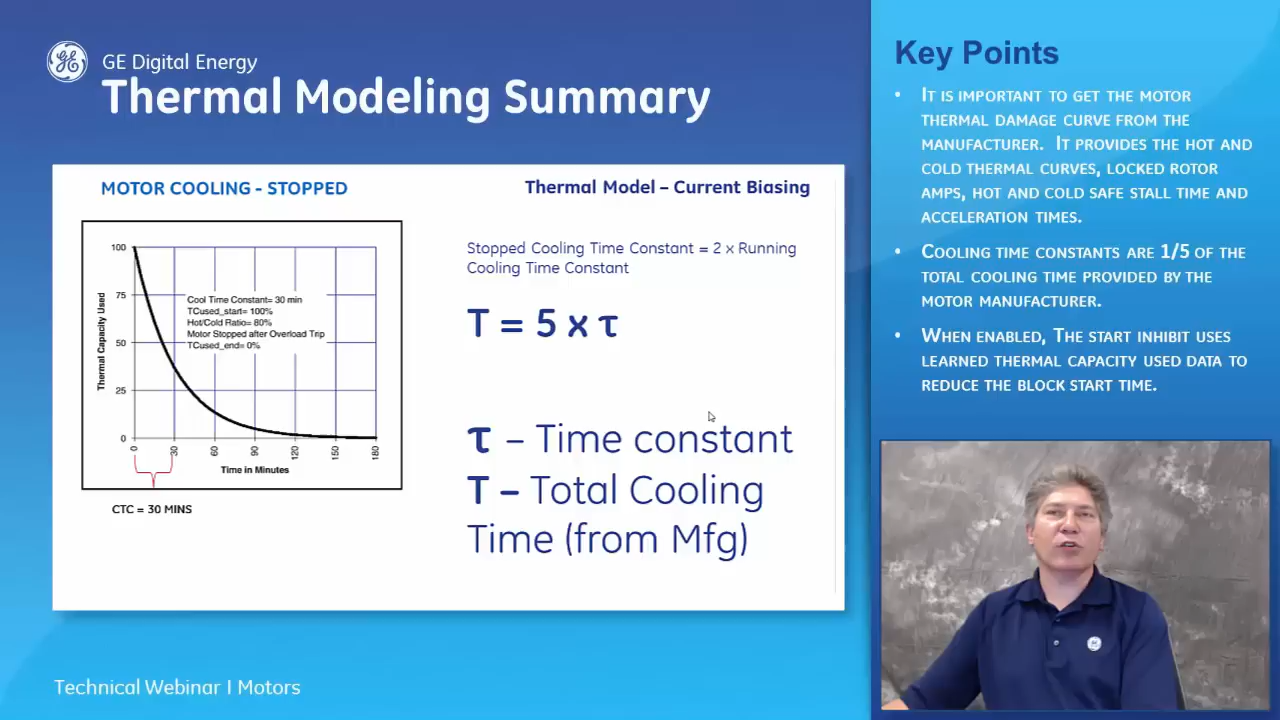 GE Digital Energy
Thermal Modeling Summary
MOTOR COOLING - STOPPED
Thermal Capacity Used
100
75
50
25
0
Cool Time Constant= 30 min
TCused_start= 100%
Hot/Cold Ratio= 80%
Motor Stopped after Overload Trip
TCused_end= 0%
0
30
60
90
120
150
180
Time in Minutes
CTC = 30 MINS
Thermal Model – Current Biasing
Stopped Cooling Time Constant = 2 x Running
Cooling Time Constant
T = 5 x τ
τ – Time constant
T – Total Cooling
Time (from Mfg)
Key Points
• IT IS IMPORTANT TO GET THE MOTOR
THERMAL DAMAGE CURVE FROM THE
MANUFACTURER. IT PROVIDES THE HOT AND
COLD THERMAL CURVES, LOCKED ROTOR
AMPS, HOT AND COLD SAFE STALL TIME AND
ACCELERATION TIMES.
• COOLING TIME CONSTANTS ARE 1/5 OF THE
TOTAL COOLING TIME PROVIDED BY THE
MOTOR MANUFACTURER.
• WHEN ENABLED, THE START INHIBIT USES
LEARNED THERMAL CAPACITY USED DATA TO
REDUCE THE BLOCK START TIME.
Technical Webinar | Motors